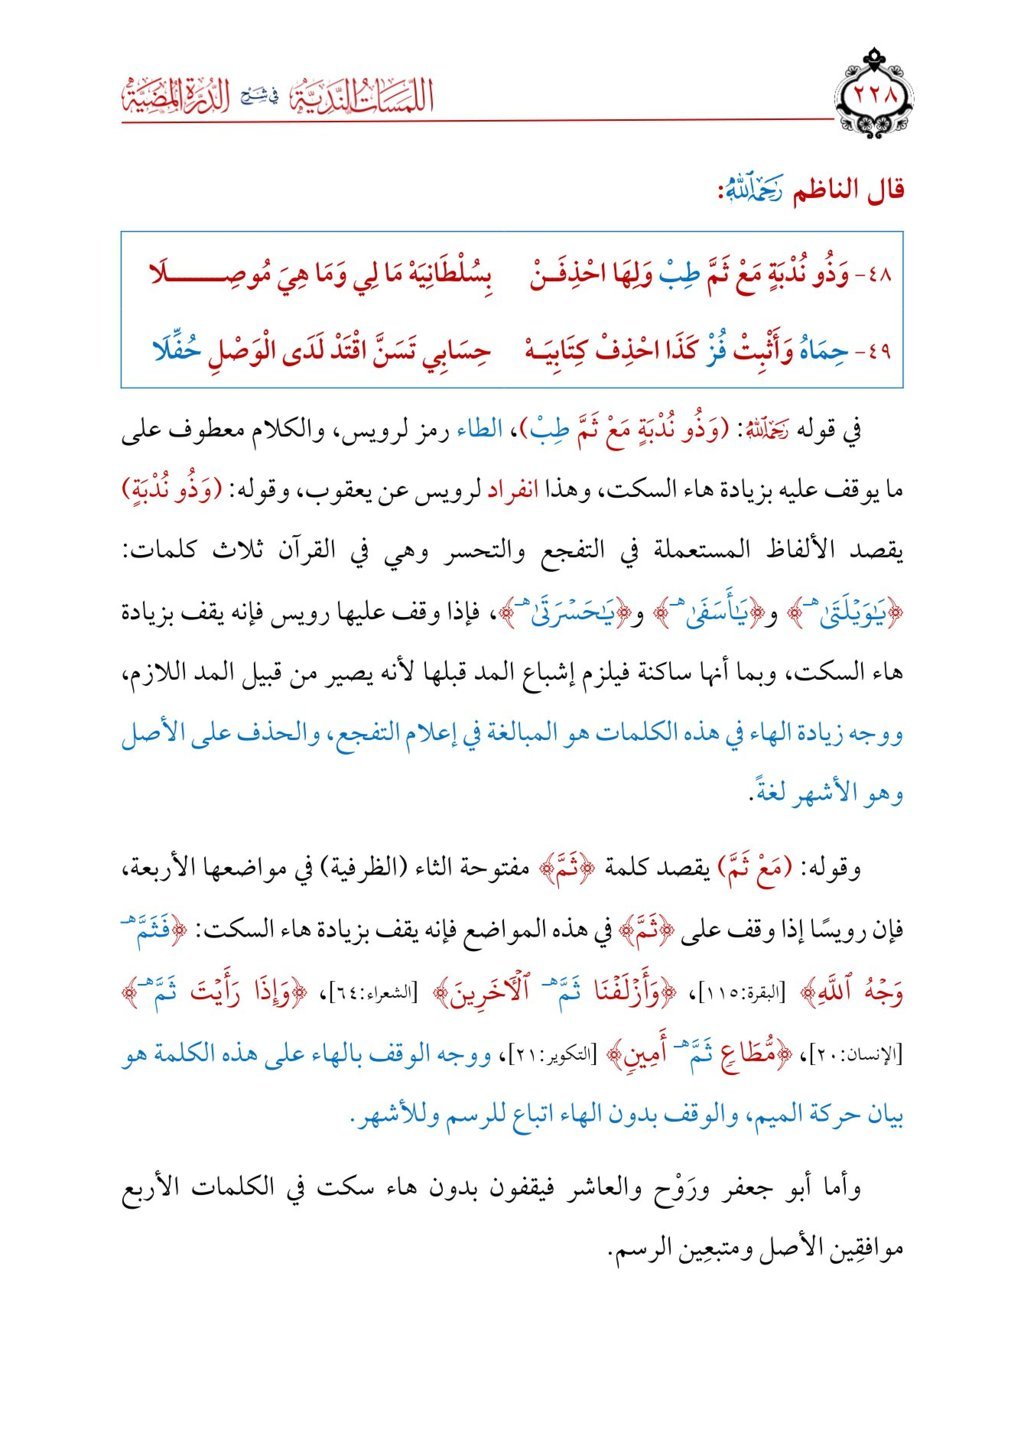 اللمسات الندية في شرح الدرة المضية
٢٢٨
قال الناظم رَحِمَهُ ٱللَّهُ:
٤٨- وَذُو نُدْبَةٍ مَعْ ثَمَّ طِبْ وَلِهَا احْذِفَـنْ بِسُلْطَانِيَهْ مَا لِي وَمَا هِيَ مُوصِـــــــلَا
٤٩- حِمَاهُ وَأَثْبِتْ فُزْ كَذَا احْذِفْ كِتَابِيَـهْ حِسَابِي تَسَنَّ اقْتَدْ لَدَى الْوَصْلِ حُفِّلَا
في قوله رَحِمَهُ ٱللَّهُ: (وَذُو نُدْبَةٍ مَعْ ثَمَّ طِبْ)، الطاء رمز لرويس، والكلام معطوف على
ما يوقف عليه بزيادة هاء السكت، وهذا انفراد لرويس عن يعقوب، وقوله: (وَذُو نُدْبَةٍ)
يقصد الألفاظ المستعملة في التفجع والتحسر وهي في القرآن ثلاث كلمات:
﴿يَٰوَيْلَتَىٰهـ﴾ و﴿يَٰأَسَفَىٰهـ﴾ و﴿يَٰحَسْرَتَىٰهـ﴾، فإذا وقف عليها رويس فإنه يقف بزيادة
هاء السكت، وبما أنها ساكنة فيلزم إشباع المد قبلها لأنه يصير من قبيل المد اللازم،
ووجه زيادة الهاء في هذه الكلمات هو المبالغة في إعلام التفجع، والحذف على الأصل
وهو الأشهر لغةً.
وقوله: (مَعْ ثَمَّ) يقصد كلمة ﴿ثَمَّ﴾ مفتوحة الثاء (الظرفية) في مواضعها الأربعة،
فإن رويسًا إذا وقف على ﴿ثَمَّ﴾ في هذه المواضع فإنه يقف بزيادة هاء السكت: ﴿فَثَمَّهـ
وَجْهُ ٱللَّهِ﴾ [البقرة:١١٥]، ﴿وَأَزْلَفْنَا ثَمَّهـ ٱلْأَخَرِينَ﴾ [الشعراء:٦٤]، ﴿وَإِذَا رَأَيْتَ ثَمَّهـ﴾
[الإنسان:٢٠]، ﴿مُّطَاعٍ ثَمَّهـ أَمِينٍ﴾ [التكوير:٢١]، ووجه الوقف بالهاء على هذه الكلمة هو
بيان حركة الميم، والوقف بدون الهاء اتباع للرسم وللأشهر.
وأما أبو جعفر ورَوْح والعاشر فيقفون بدون هاء سكت في الكلمات الأربع
موافقِين الأصل ومتبعِين الرسم.